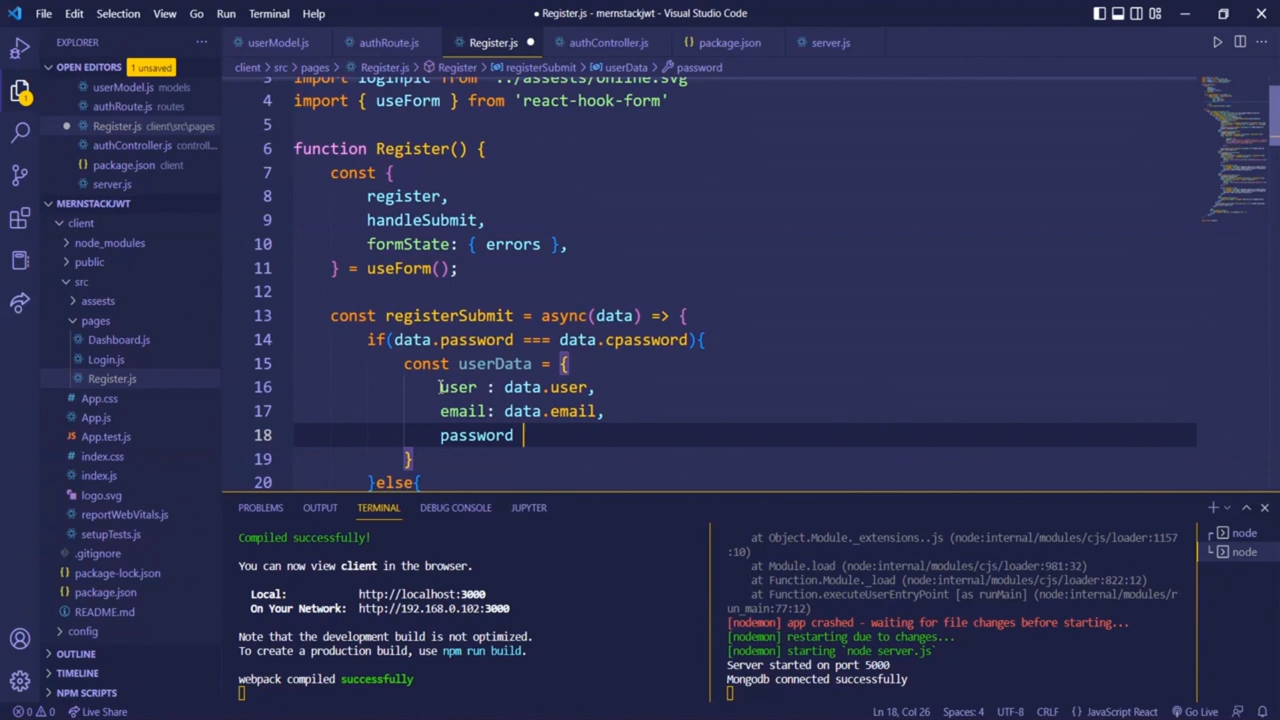 File Edit Selection View Go Run Terminal Help
● Register.js - mernstackjwt - Visual Studio Code
EXPLORER
OPEN EDITORS 1 unsaved
userModel.js models
authRoute.js routes
Register.js client\src\pages
authController.js controll...
package.json client
server.js
MERNSTACKJWT
client
node_modules
public
src
assests
pages
Dashboard.js
Login.js
Register.js
App.css
App.js
App.test.js
index.css
index.js
logo.svg
reportWebVitals.js
setupTests.js
.gitignore
package-lock.json
package.json
README.md
config
OUTLINE
TIMELINE
NPM SCRIPTS
userModel.js authRoute.js Register.js authController.js package.json server.js
client > src > pages > Register.js > Register > registerSubmit > userData > password
3 import loginpic from '../assests/online.svg
4 import { useForm } from 'react-hook-form'
5
6 function Register() {
7 const {
8 register,
9 handleSubmit,
10 formState: { errors },
11 } = useForm();
12
13 const registerSubmit = async(data) => {
14 if(data.password === data.cpassword){
15 const userData = {
16 user : data.user,
17 email: data.email,
18 password
19 }
20 }else{
PROBLEMS OUTPUT TERMINAL DEBUG CONSOLE JUPYTER
Compiled successfully!
You can now view client in the browser.
Local: http://localhost:3000
On Your Network: http://192.168.0.102:3000
Note that the development build is not optimized.
To create a production build, use npm run build.
webpack compiled successfully
at Object.Module._extensions..js (node:internal/modules/cjs/loader:1157
:10)
at Module.load (node:internal/modules/cjs/loader:981:32)
at Function.Module._load (node:internal/modules/cjs/loader:822:12)
at Function.executeUserEntryPoint [as runMain] (node:internal/modules/r
un_main:77:12)
[nodemon] app crashed - waiting for file changes before starting...
[nodemon] restarting due to changes...
[nodemon] starting `node server.js`
Server started on port 5000
Mongodb connected successfully
node
node
0 0 Live Share
Ln 18, Col 26 Spaces: 4 UTF-8 CRLF {} JavaScript React Go Live